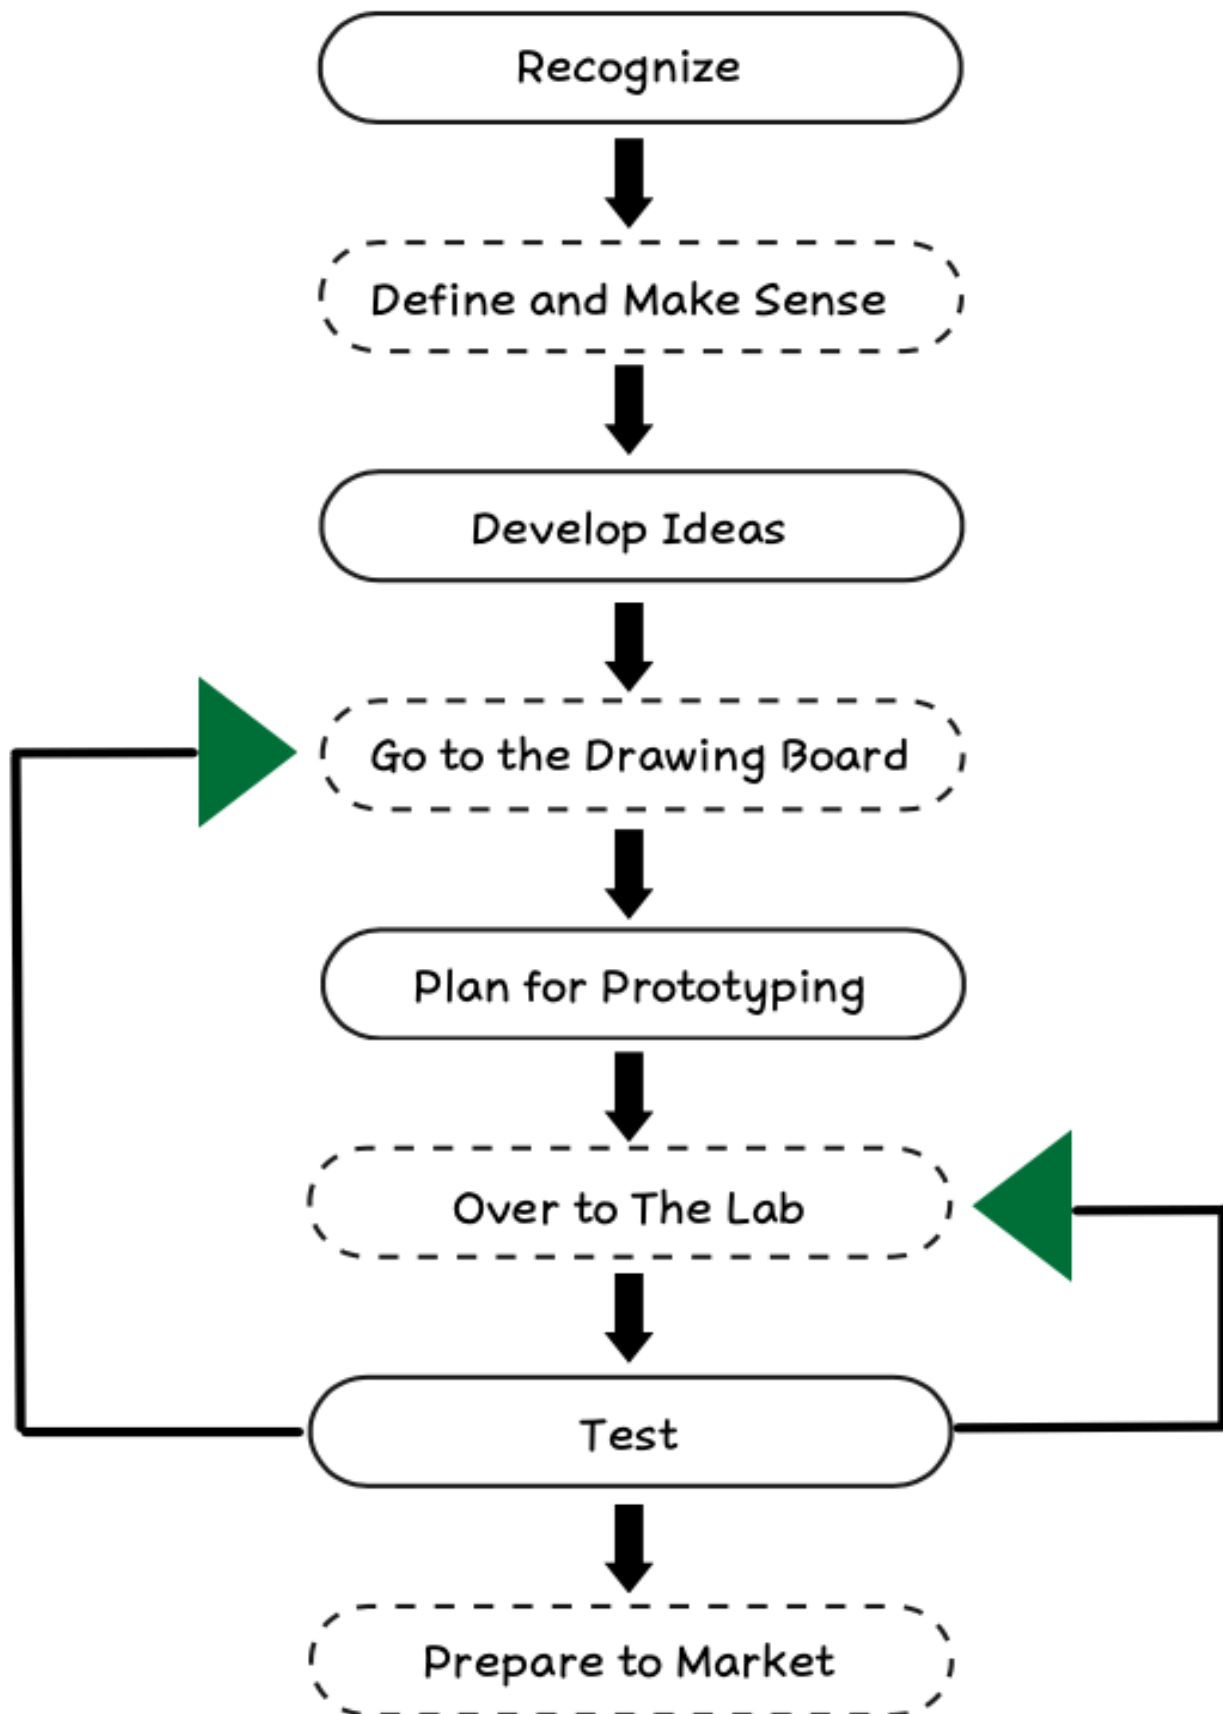 Recognize
Define and Make Sense
Develop Ideas
Go to the Drawing Board
Plan for Prototyping
Over to The Lab
Test
Prepare to Market